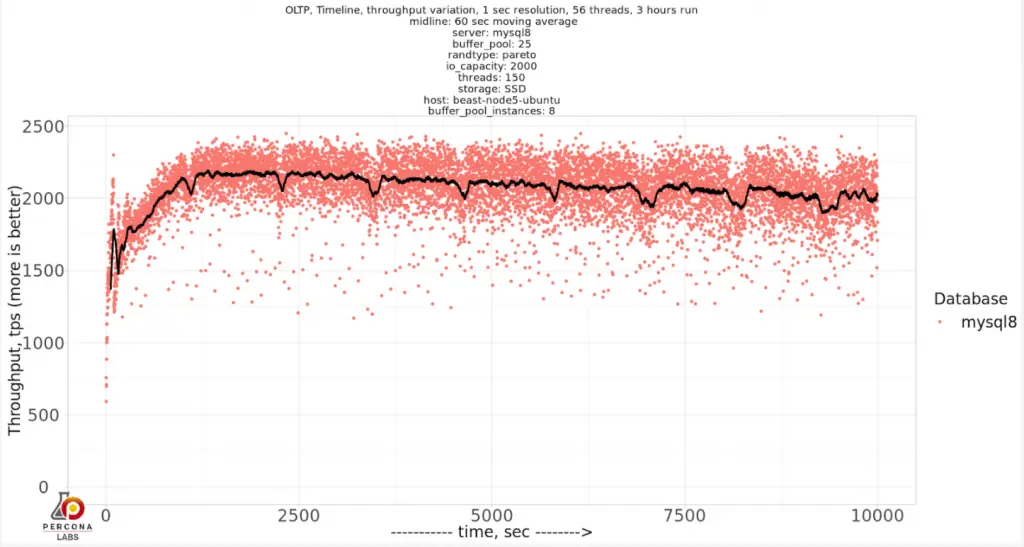 OLTP, Timeline, throughput variation, 1 sec resolution, 56 threads, 3 hours run
midline: 60 sec moving average
server: mysql8
buffer_pool: 25
randtype: pareto
io_capacity: 2000
threads: 150
storage: SSD
host: beast-node5-ubuntu
buffer_pool_instances: 8
2500
2000
1500
1000
500
0
Throughput, tps (more is better)
Database
mysql8
0 2500 5000 7500 10000
----------- time, sec -------->
PERCONA
LABS